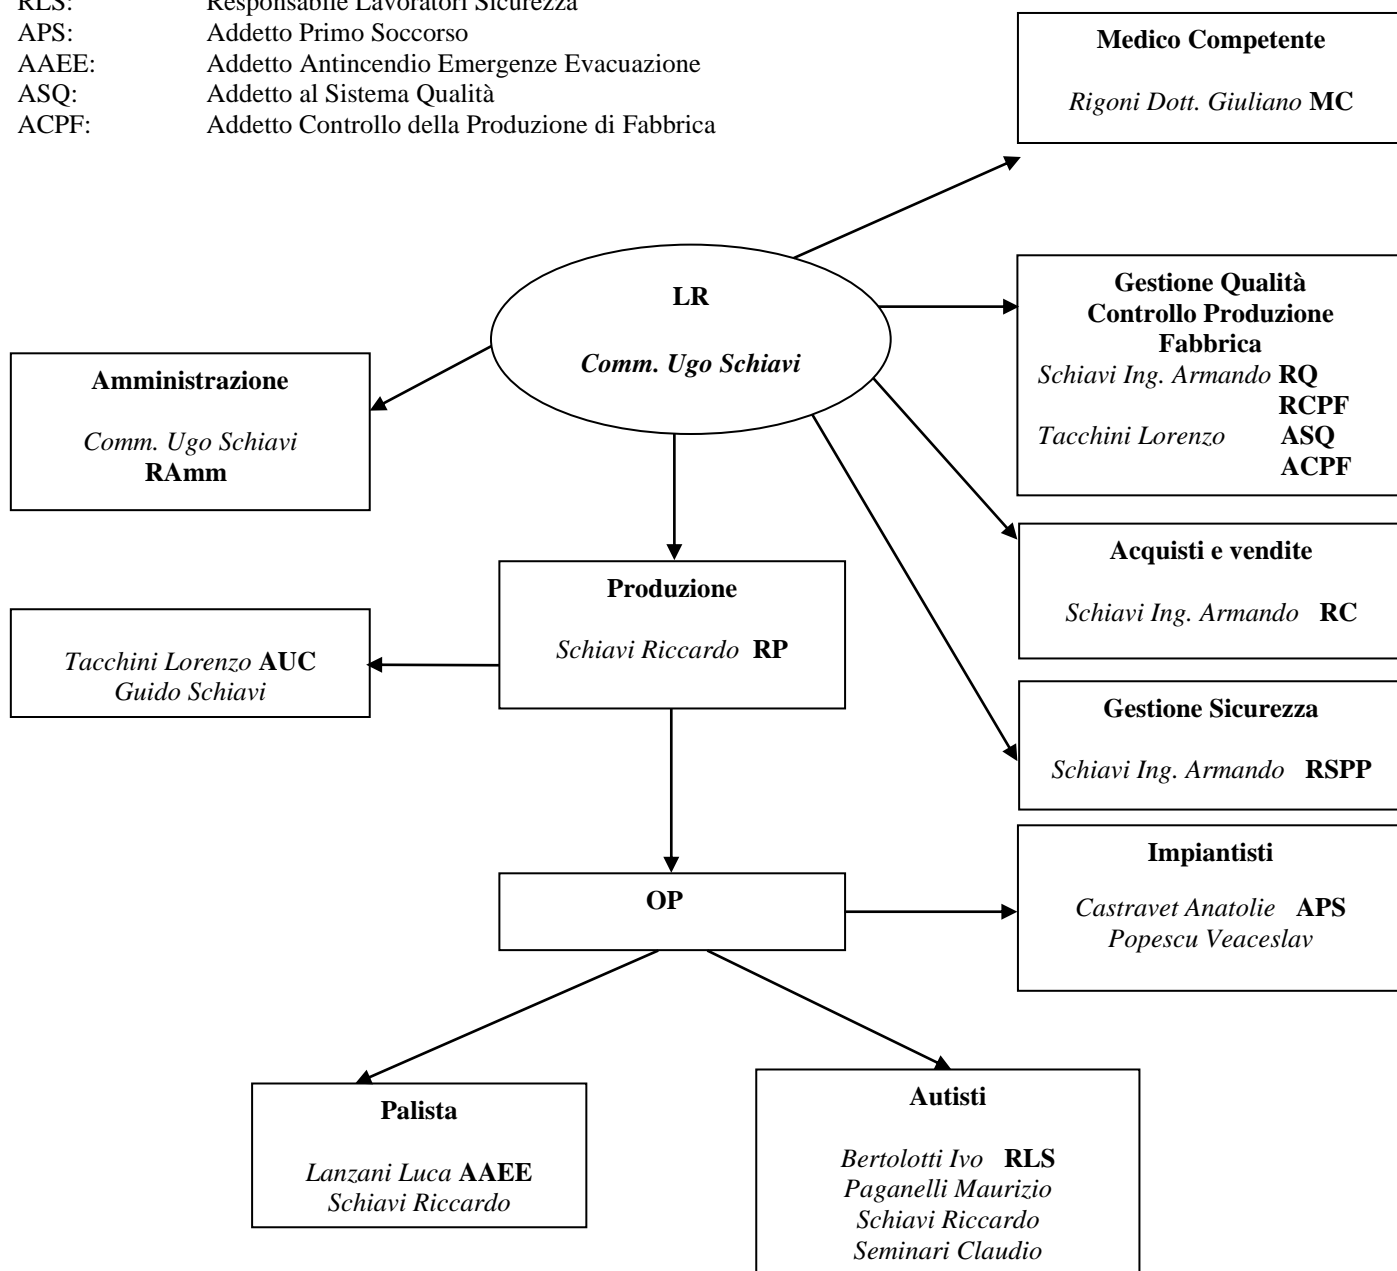 RLS: Responsabile Lavoratori Sicurezza
APS: Addetto Primo Soccorso
AAEE: Addetto Antincendio Emergenze Evacuazione
ASQ: Addetto al Sistema Qualità
ACPF: Addetto Controllo della Produzione di Fabbrica
Medico Competente
Rigoni Dott. Giuliano MC
LR
Comm. Ugo Schiavi
Gestione Qualità
Controllo Produzione
Fabbrica
Schiavi Ing. Armando RQ
RCPF
Tacchini Lorenzo ASQ
ACPF
Amministrazione
Comm. Ugo Schiavi
RAmm
Acquisti e vendite
Schiavi Ing. Armando RC
Produzione
Schiavi Riccardo RP
Tacchini Lorenzo AUC
Guido Schiavi
Gestione Sicurezza
Schiavi Ing. Armando RSPP
Impiantisti
Castravet Anatolie APS
Popescu Veaceslav
OP
Palista
Lanzani Luca AAEE
Schiavi Riccardo
Autisti
Bertolotti Ivo RLS
Paganelli Maurizio
Schiavi Riccardo
Seminari Claudio